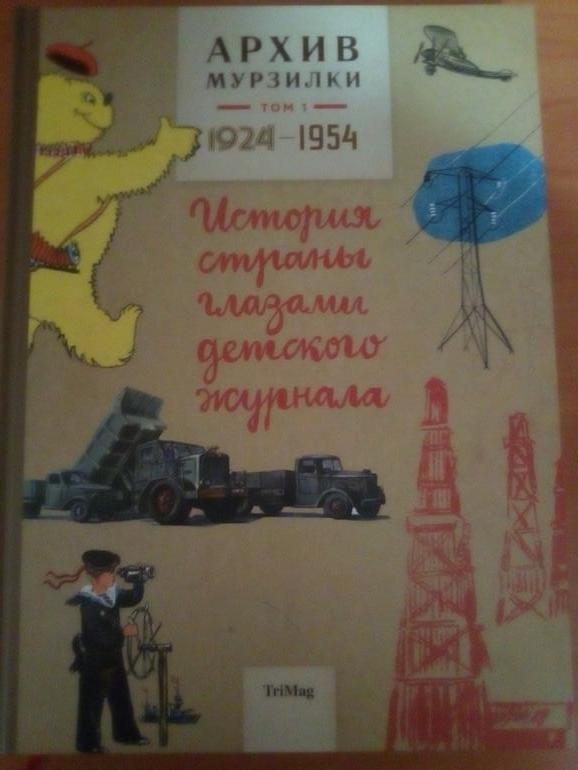 АРХИВ
МУРЗИЛКИ
ТОМ 1
1924–1954
История
страны
глазами
детского
журнала
TriMag